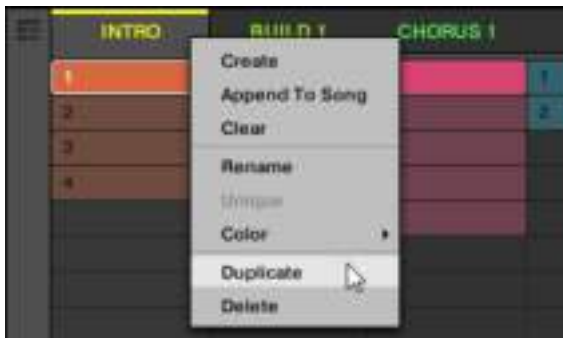 INTRO BUILD 1 CHORUS 1
1 1
2 2
3
4
Create
Append To Song
Clear
Rename
Unique
Color
Duplicate
Delete